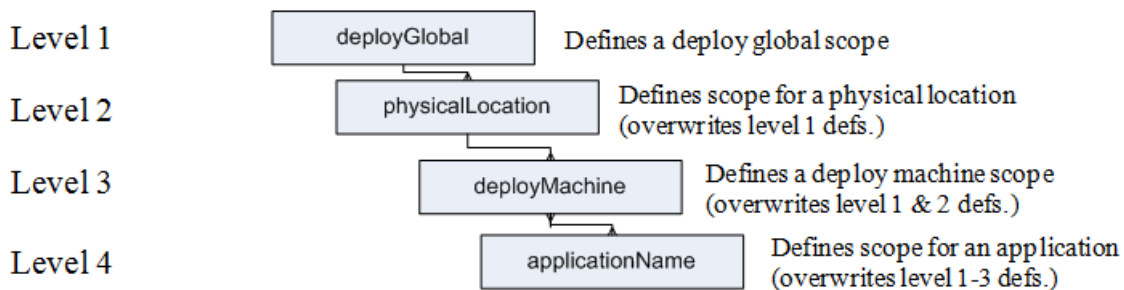 Level 1
deployGlobal
Defines a deploy global scope
Level 2
physicalLocation
Defines scope for a physical location
(overwrites level 1 defs.)
Level 3
deployMachine
Defines a deploy machine scope
(overwrites level 1 & 2 defs.)
Level 4
applicationName
Defines scope for an application
(overwrites level 1-3 defs.)